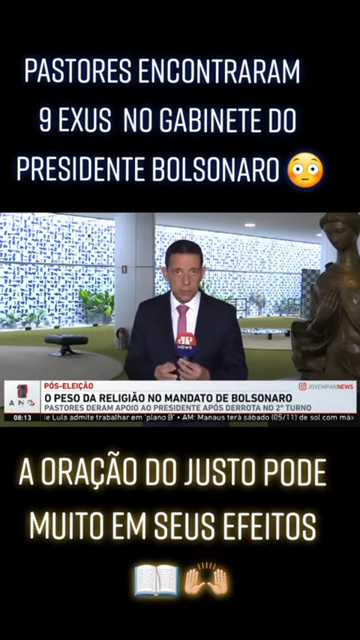 PASTORES ENCONTRARAM
9 EXUS NO GABINETE DO
PRESIDENTE BOLSONARO 😳
JP
NEWS
PÓS-ELEIÇÃO
JOVEMPANNEWS
O PESO DA RELIGIÃO NO MANDATO DE BOLSONARO
PASTORES DERAM APOIO AO PRESIDENTE APÓS DERROTA NO 2º TURNO
08:13
e Lula admite trabalhar em 'plano B' • AM: Manaus terá sábado (05/11) de sol com
A ORAÇÃO DO JUSTO PODE
MUITO EM SEUS EFEITOS
📖🙌🏼